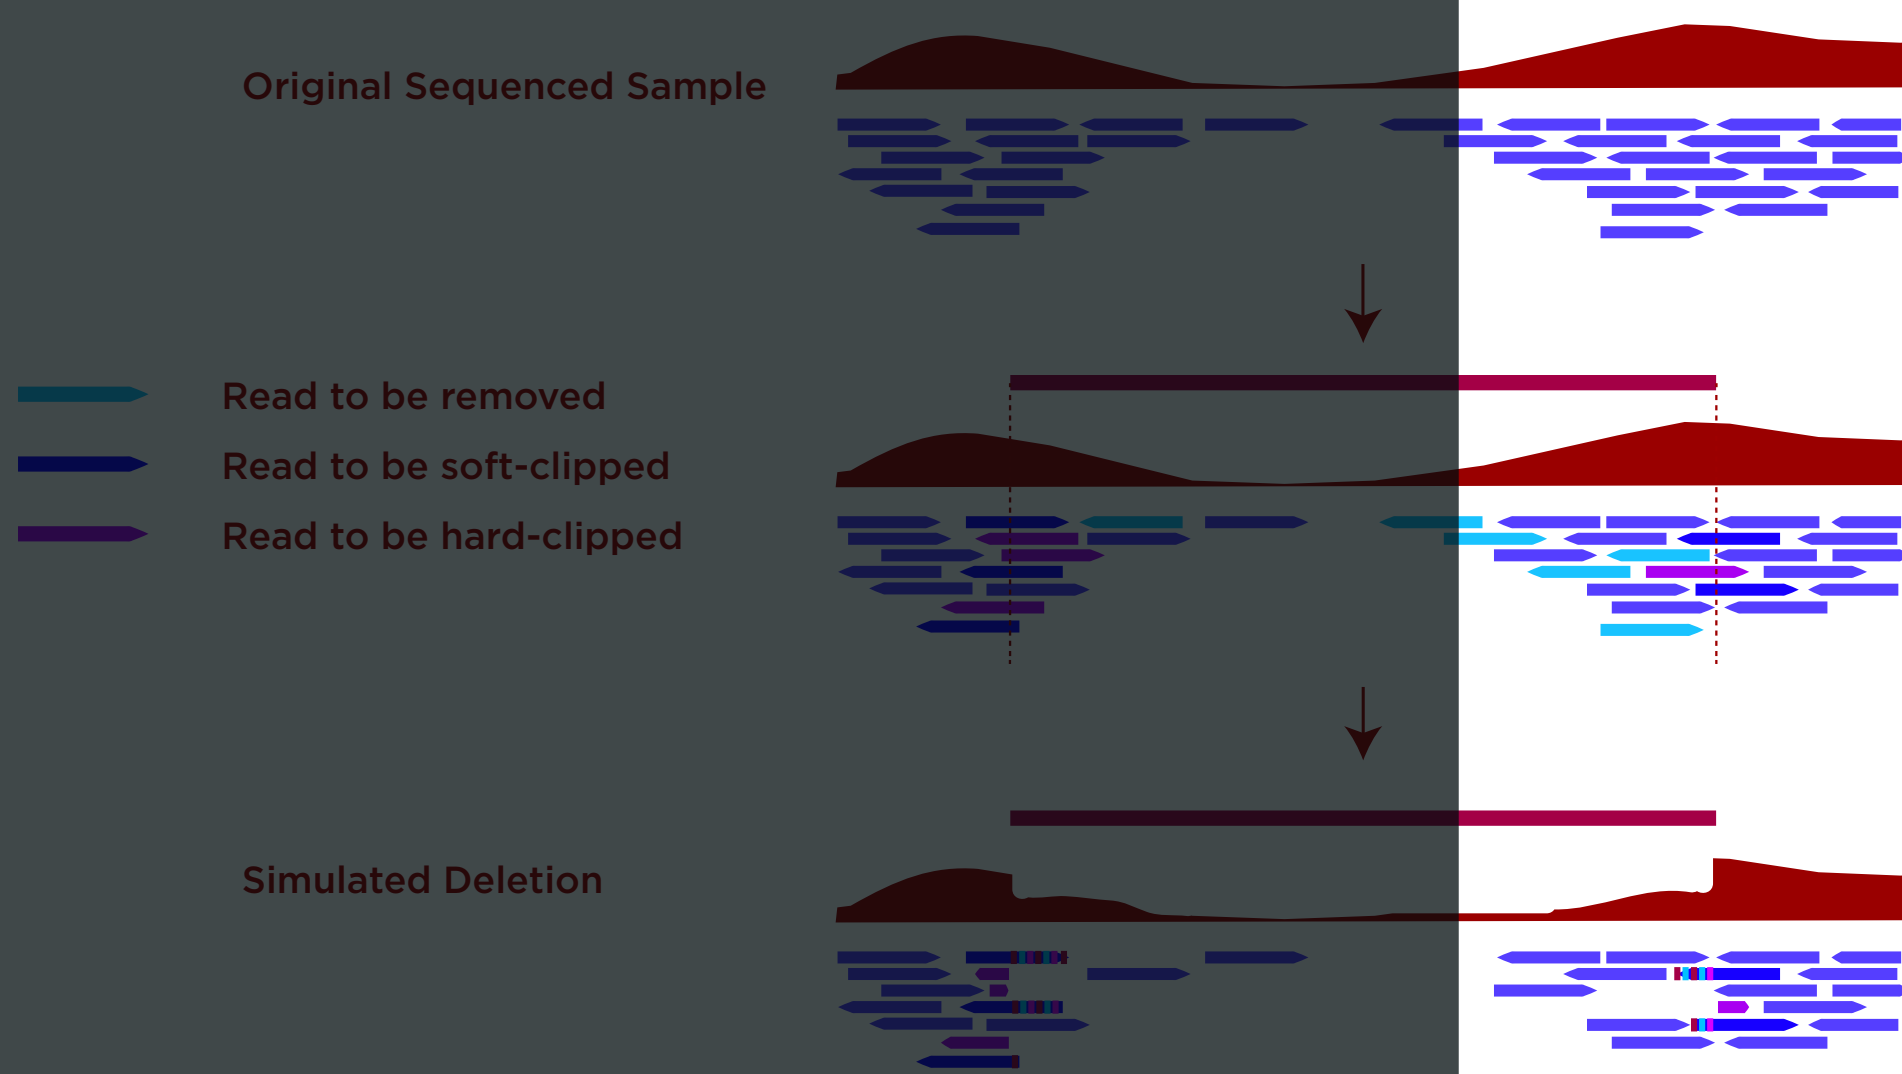 Original Sequenced Sample
Read to be removed
Read to be soft-clipped
Read to be hard-clipped
Simulated Deletion